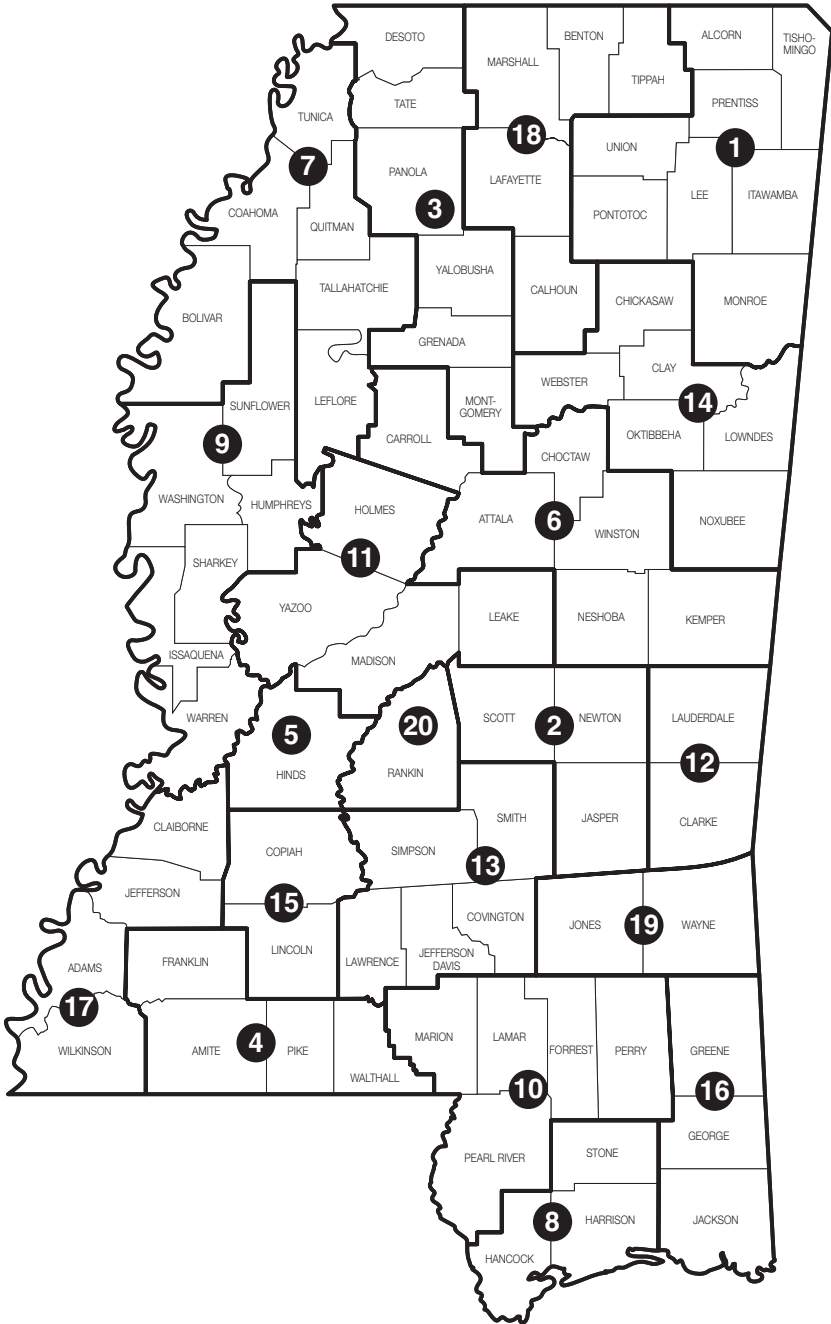 DESOTO
MARSHALL
BENTON
TIPPAH
ALCORN
TISHO-
MINGO
TUNICA
TATE
PRENTISS
7
PANOLA
3
18
LAFAYETTE
UNION
1
COAHOMA
QUITMAN
PONTOTOC
LEE
ITAWAMBA
BOLIVAR
TALLAHATCHIE
YALOBUSHA
CALHOUN
CHICKASAW
MONROE
GRENADA
SUNFLOWER
LEFLORE
CARROLL
MONT-
GOMERY
WEBSTER
CLAY
14
9
CHOCTAW
OKTIBBEHA
LOWNDES
WASHINGTON
HUMPHREYS
HOLMES
ATTALA
6
WINSTON
NOXUBEE
SHARKEY
11
YAZOO
LEAKE
NESHOBA
KEMPER
ISSAQUENA
MADISON
WARREN
5
HINDS
20
RANKIN
SCOTT
2
NEWTON
LAUDERDALE
12
CLAIBORNE
COPIAH
SIMPSON
SMITH
JASPER
CLARKE
13
JEFFERSON
15
LINCOLN
LAWRENCE
JEFFERSON
DAVIS
COVINGTON
JONES
19
WAYNE
ADAMS
FRANKLIN
17
WILKINSON
AMITE
4
PIKE
WALTHALL
MARION
LAMAR
FORREST
PERRY
GREENE
10
16
PEARL RIVER
STONE
GEORGE
HANCOCK
8
HARRISON
JACKSON